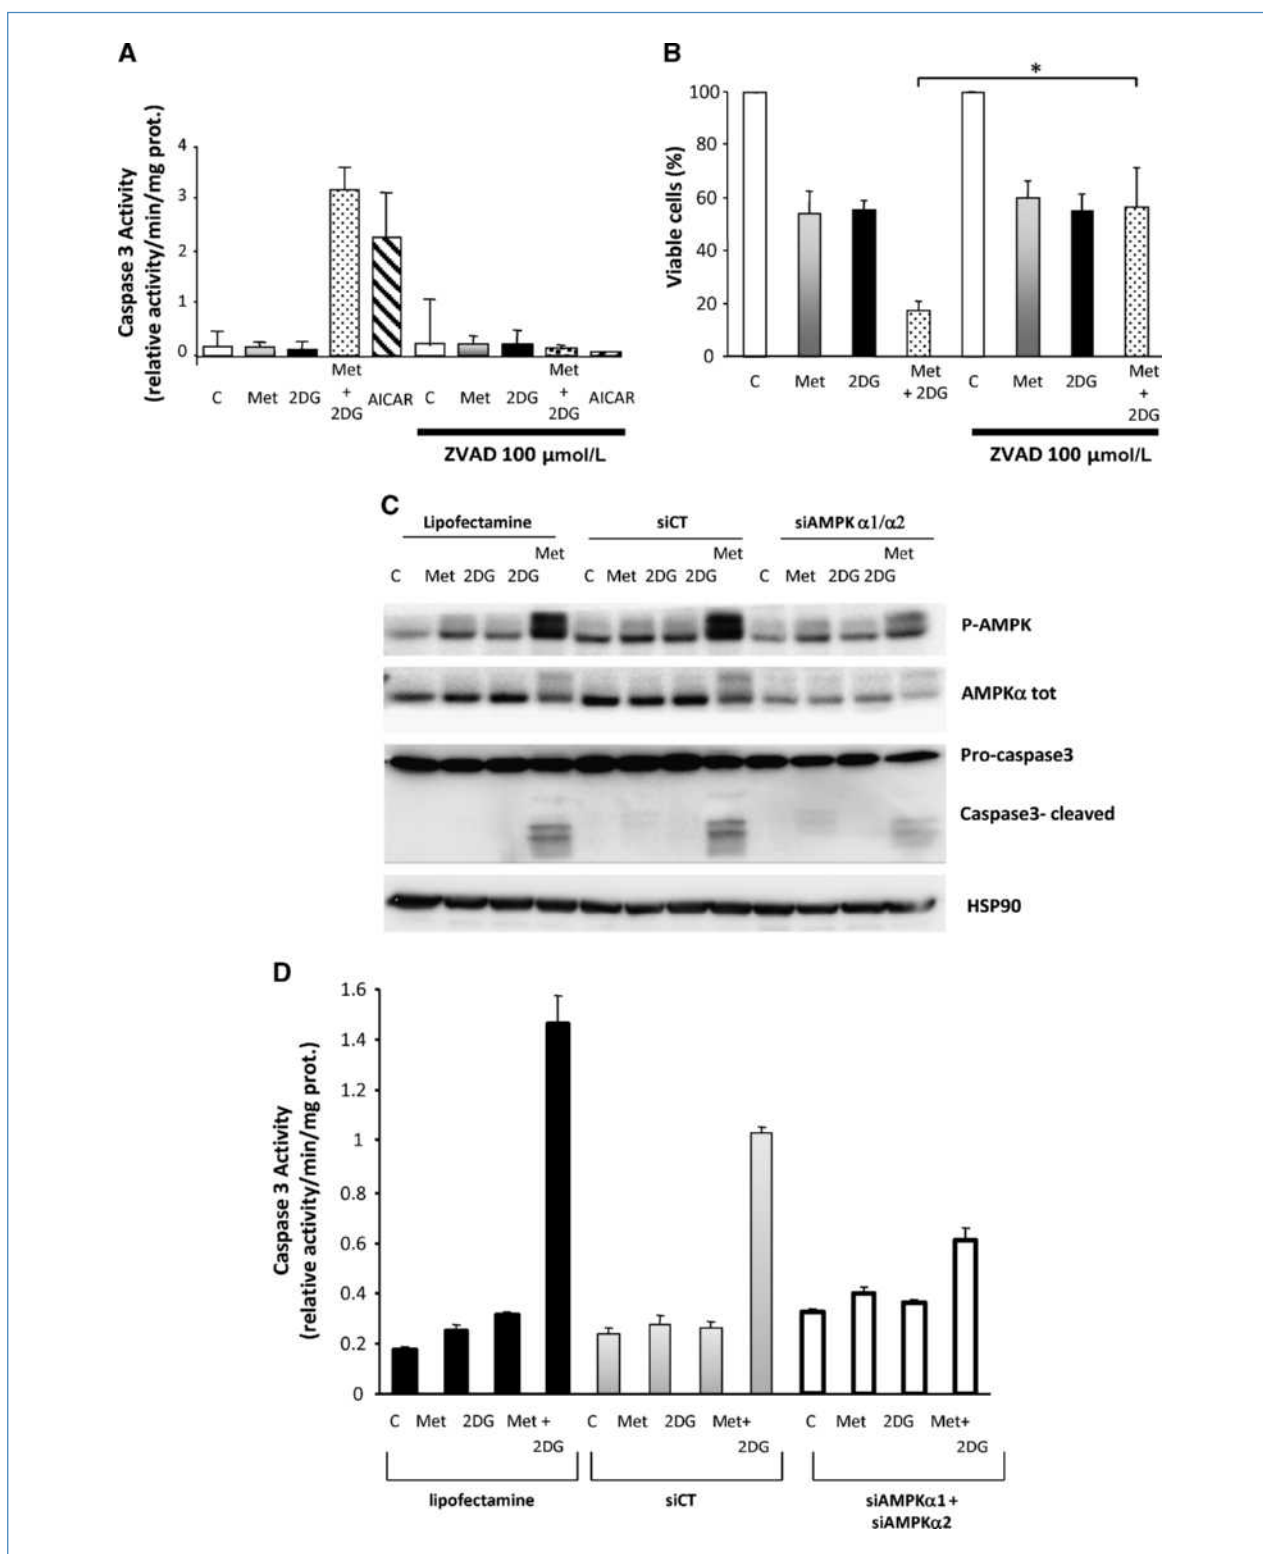 A
Caspase 3 Activity
(relative activity/min/mg prot.)
4
3
2
1
0
C Met 2DG Met + 2DG AICAR C Met 2DG Met + 2DG AICAR
ZVAD 100 µmol/L
B
*
Viable cells (%)
100
80
60
40
20
0
C Met 2DG Met + 2DG C Met 2DG Met + 2DG
ZVAD 100 µmol/L
C
Lipofectamine siCT siAMPK α1/α2
Met Met Met
C Met 2DG 2DG C Met 2DG 2DG C Met 2DG 2DG
P-AMPK
AMPKα tot
Pro-caspase3
Caspase3- cleaved
HSP90
D
Caspase 3 Activity
(relative activity/min/mg prot.)
1.6
1.4
1.2
1
0.8
0.6
0.4
0.2
0
C Met 2DG Met + C Met 2DG Met+ C Met 2DG Met+
2DG 2DG 2DG
lipofectamine siCT siAMPKα1 +
siAMPKα2